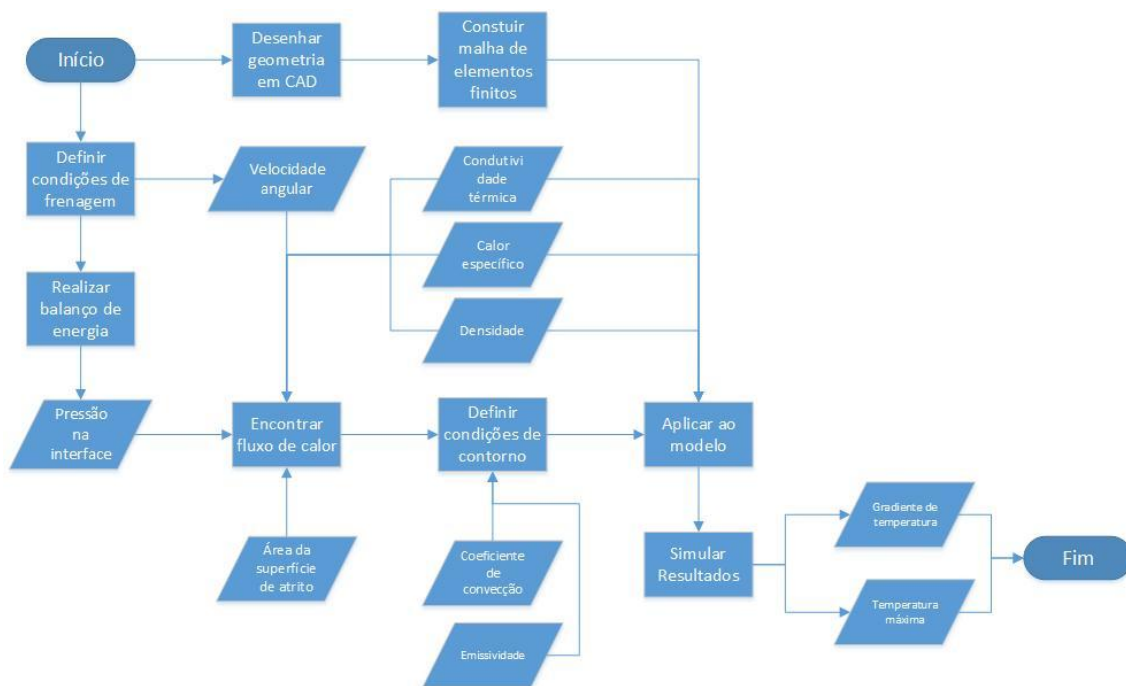 Início
Desenhar
geometria
em CAD
Constuir
malha de
elementos
finitos
Definir
condições de
frenagem
Velocidade
angular
Condutivi
dade
térmica
Realizar
balanço de
energia
Calor
específico
Densidade
Pressão
na
interface
Encontrar
fluxo de calor
Definir
condições de
contorno
Aplicar ao
modelo
Área da
superfície
de atrito
Coeficiente
de
convecção
Simular
Resultados
Gradiente de
temperatura
Temperatura
máxima
Fim
Emissividade